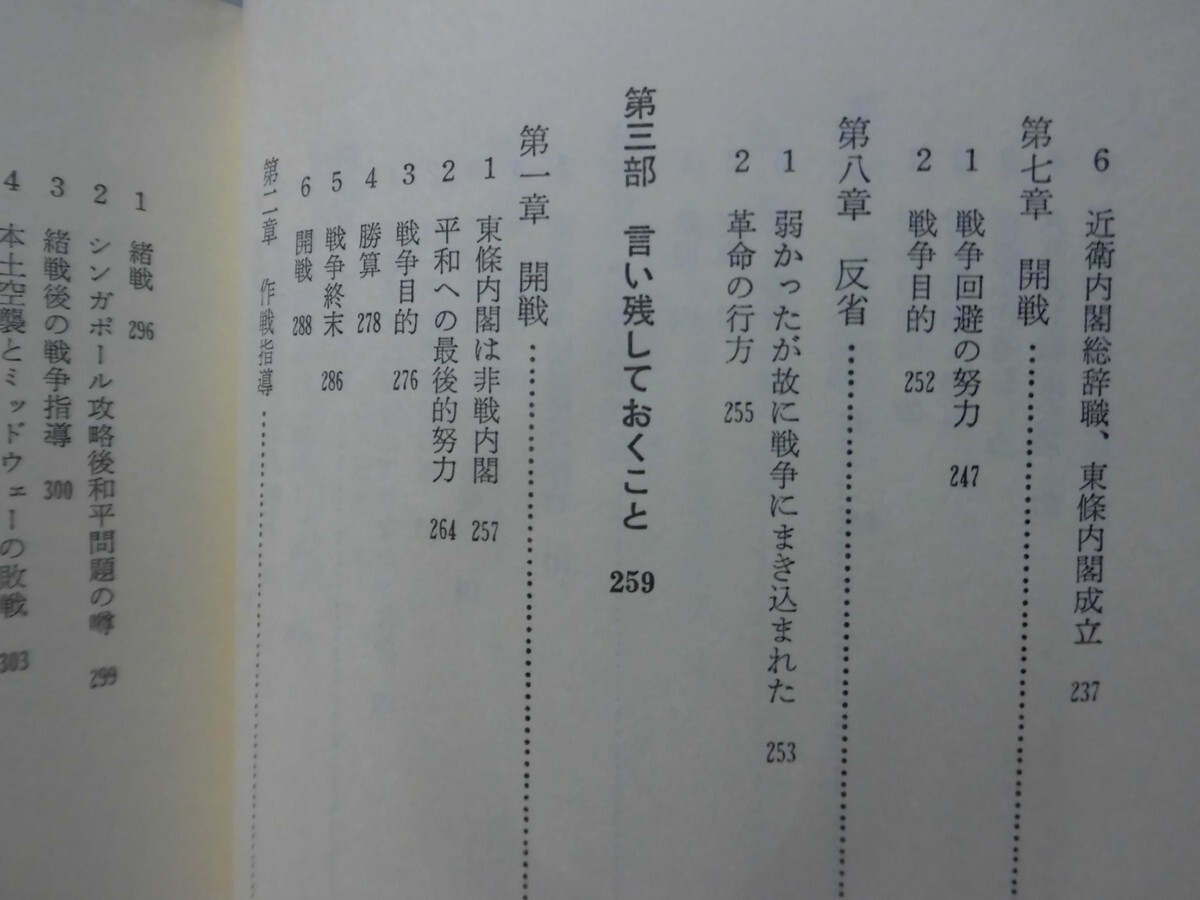 6 近衛内閣総辞職、東條内閣成立 237
第七章 開戦……………………
1 戦争回避の努力 247
2 戦争目的 252
第八章 反省……………………
1 弱かったが故に戦争にまき込まれた 253
2 革命の行方 255
第三部 言い残しておくこと 259
第一章 開戦……………………
1 東條内閣は非戦内閣 257
2 平和への最後的努力 264
3 戦争目的 276
4 勝算 278
5 戦争終末 286
6 開戦 288
第二章 作戦指導……………………
1 緒戦 296
2 シンガポール攻略後和平問題の噂 299
3 緒戦後の戦争指導 300
4 本土空襲とミッドウェーの敗戦 303